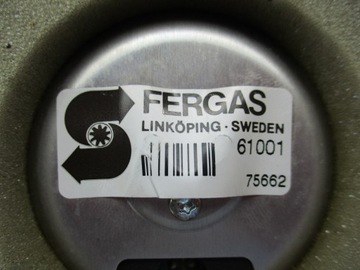 FERGAS
LINKÖPING · SWEDEN
61001
75662